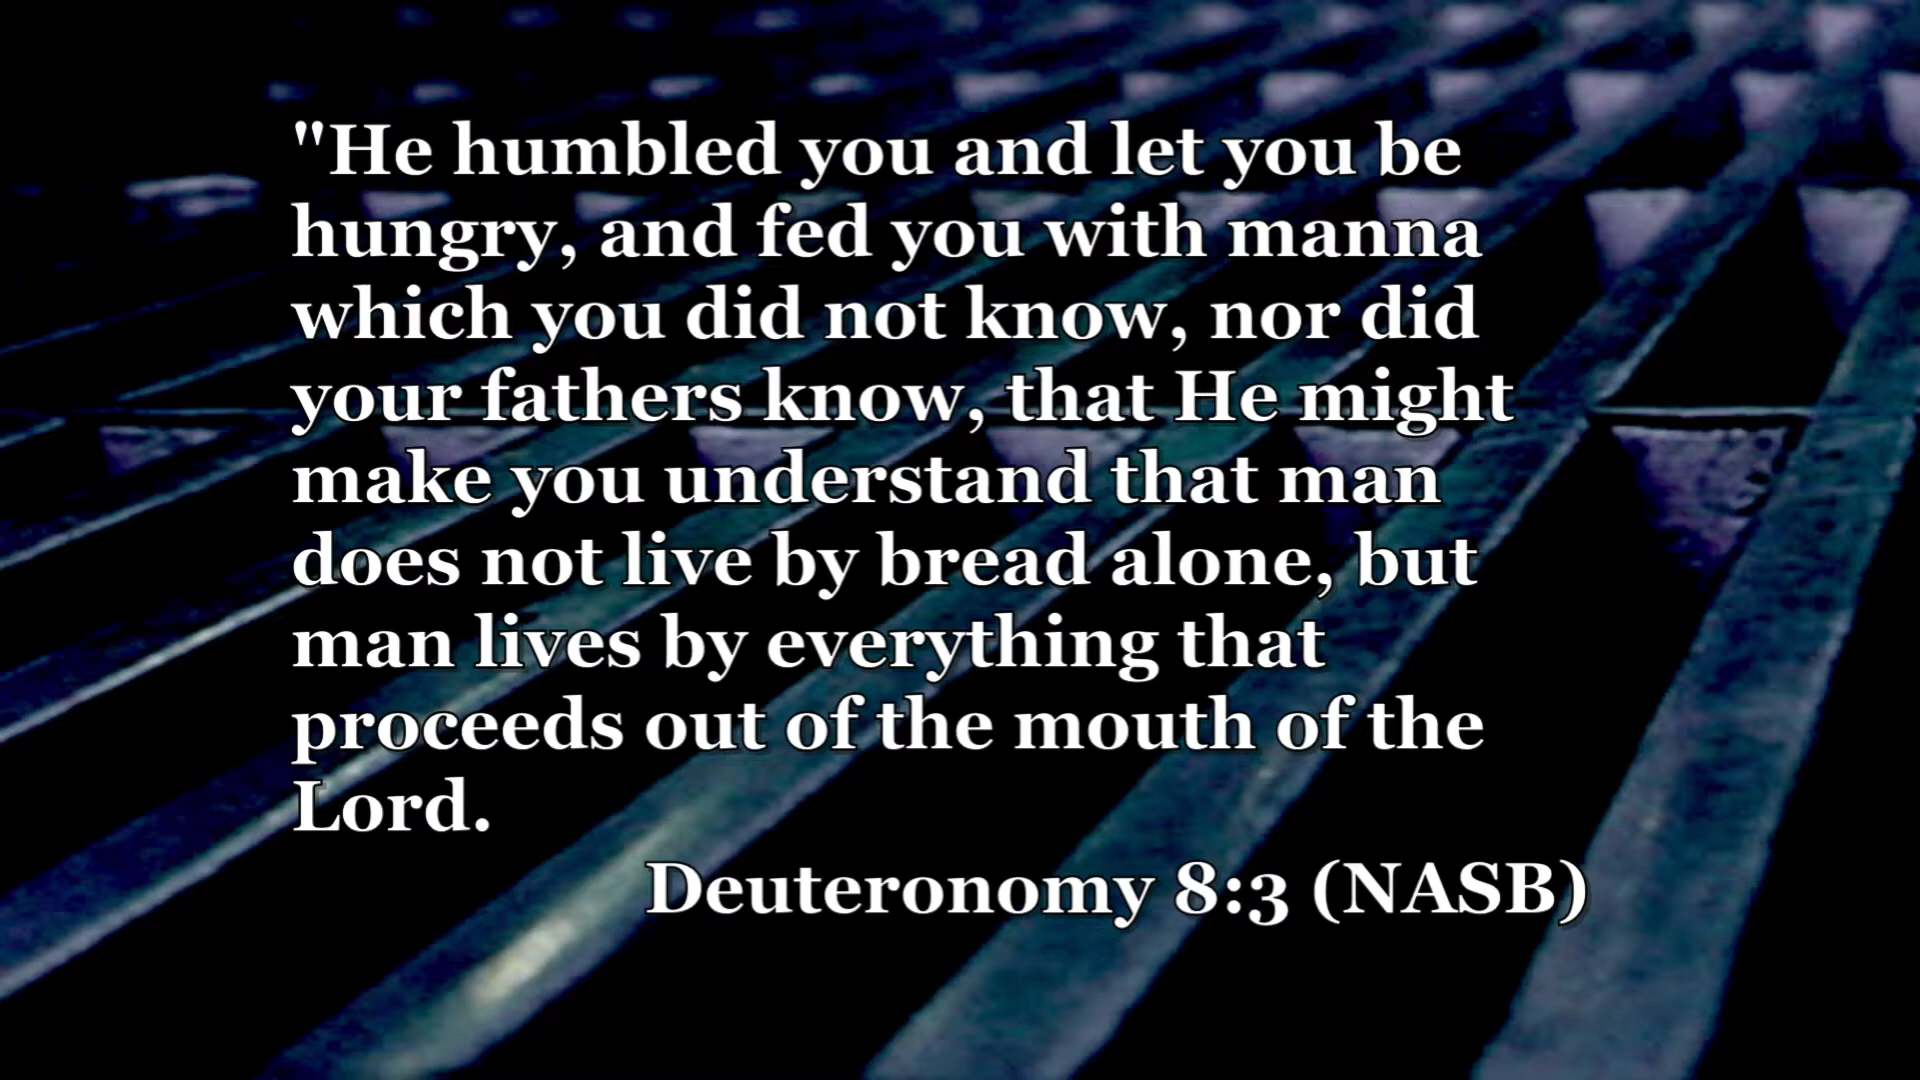 "He humbled you and let you be
hungry, and fed you with manna
which you did not know, nor did
your fathers know, that He might
make you understand that man
does not live by bread alone, but
man lives by everything that
proceeds out of the mouth of the
Lord.
Deuteronomy 8:3 (NASB)